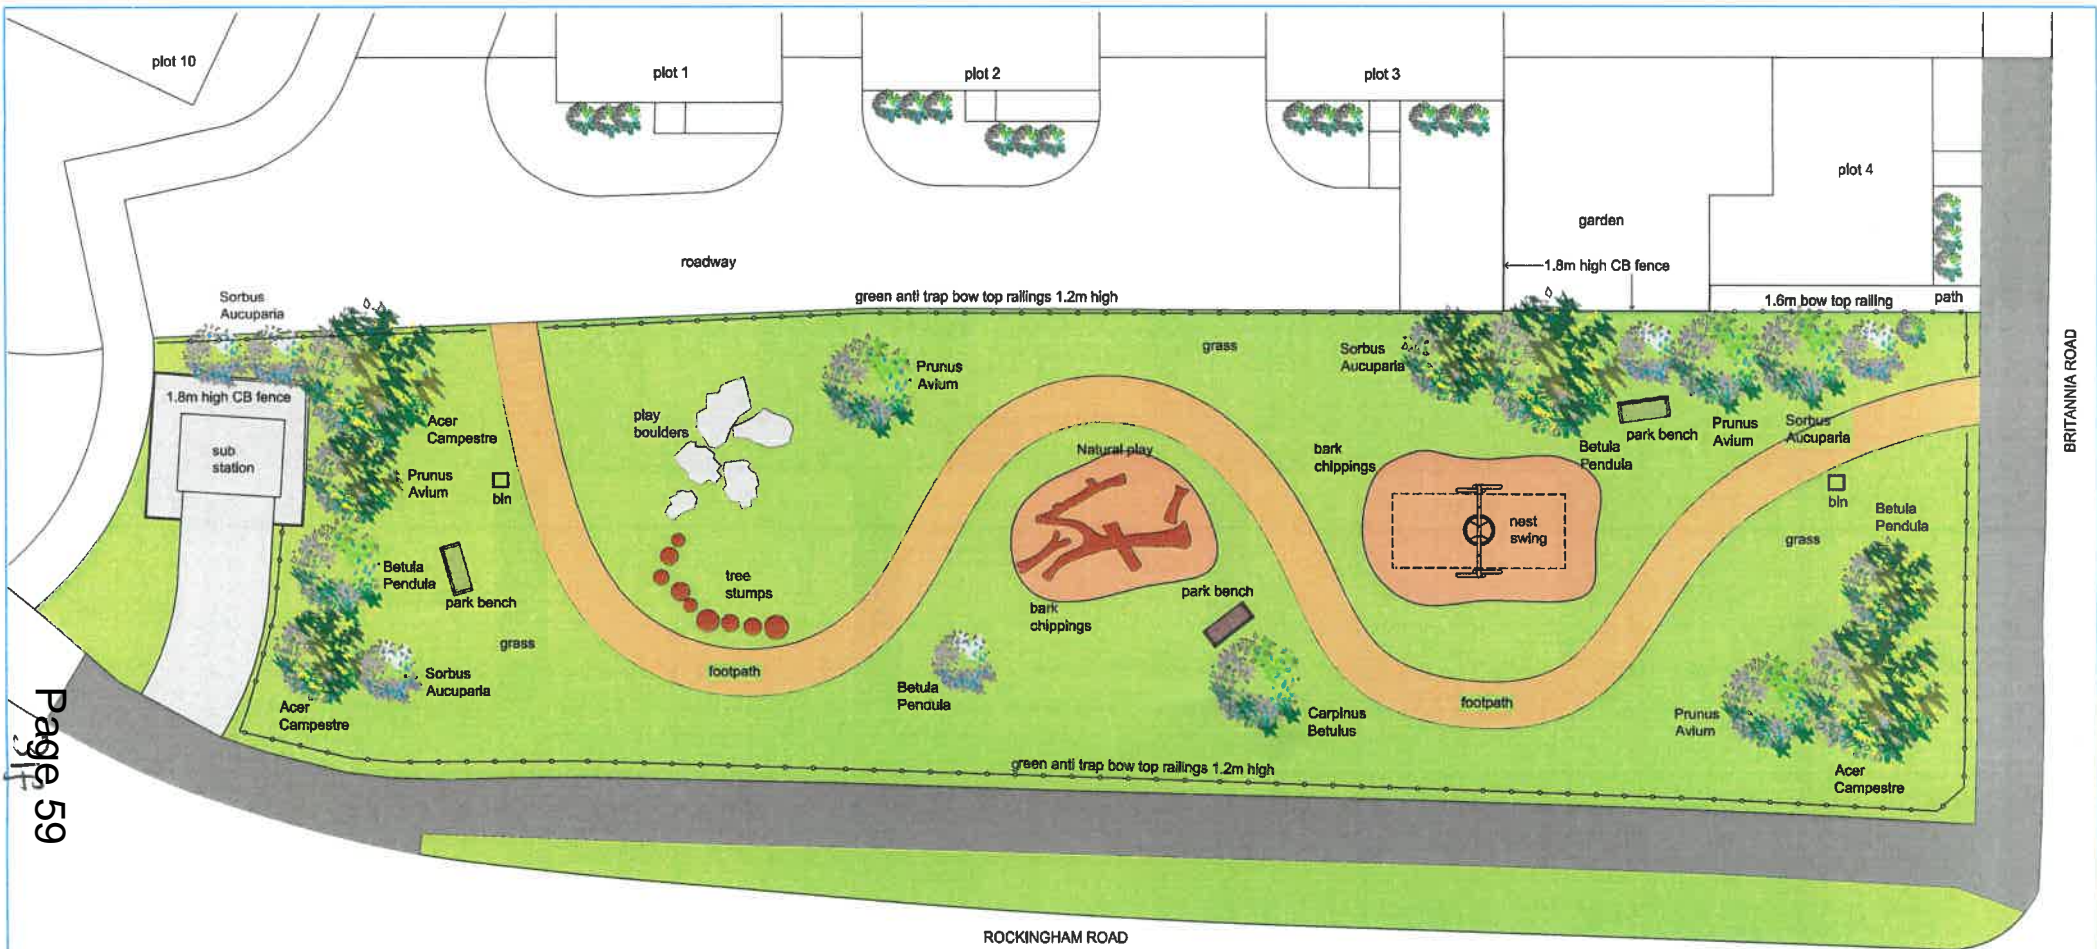 plot 10
plot 1
plot 2
plot 3
plot 4
garden
roadway
1.8m high CB fence
green anti trap bow top railings 1.2m high
1.6m bow top railing
path
BRITANNIA ROAD
Sorbus
Aucuparia
1.8m high CB fence
sub
station
Acer
Campestre
Prunus
Avium
bin
Betula
Pendula
park bench
grass
Sorbus
Aucuparia
Acer
Campestre
play
boulders
tree
stumps
footpath
Prunus
Avium
Betula
Pendula
Natural play
bark
chippings
park bench
Carpinus
Betulus
grass
Sorbus
Aucuparia
bark
chippings
nest
swing
Betula
Pendula
park bench
Prunus
Avium
Sorbus
Aucuparia
bin
grass
Betula
Pendula
footpath
Prunus
Avium
Acer
Campestre
green anti trap bow top railings 1.2m high
ROCKINGHAM ROAD
Page 59